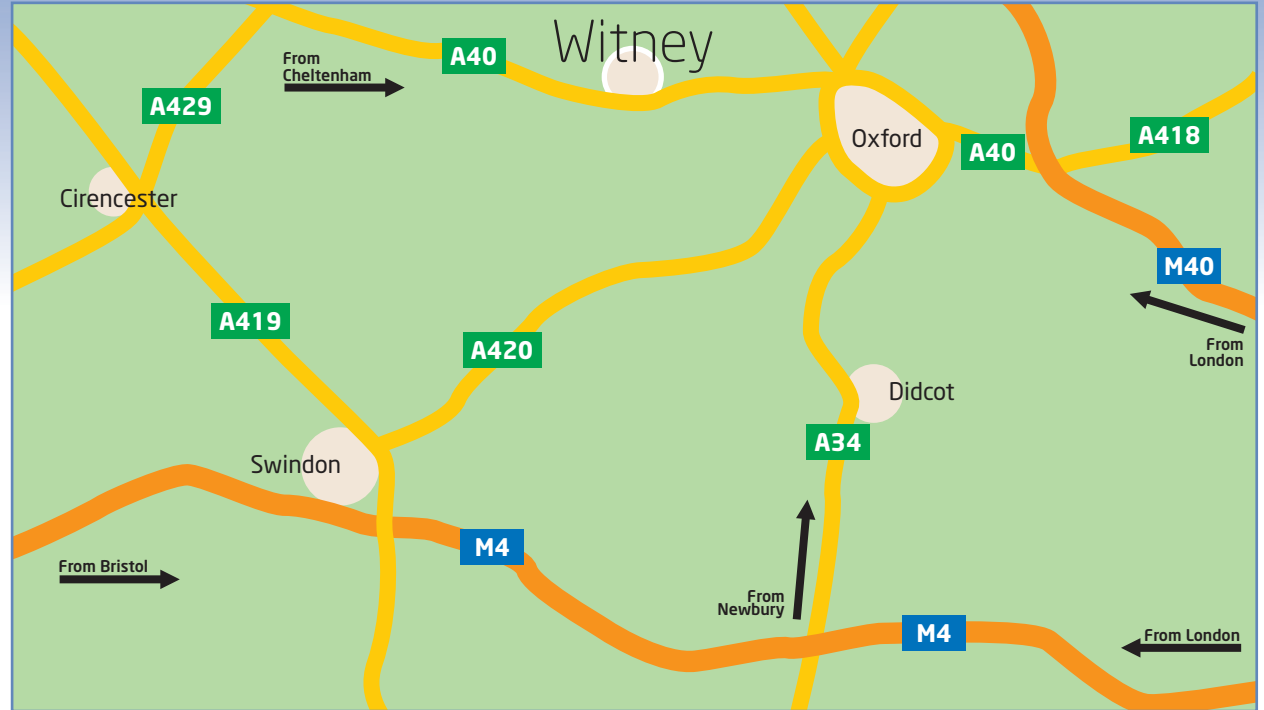 Witney
A40
From
Cheltenham
A429
Oxford
A40
A418
Cirencester
M40
A419
From
London
A420
Didcot
A34
Swindon
M4
From Bristol
From
Newbury
M4
From London